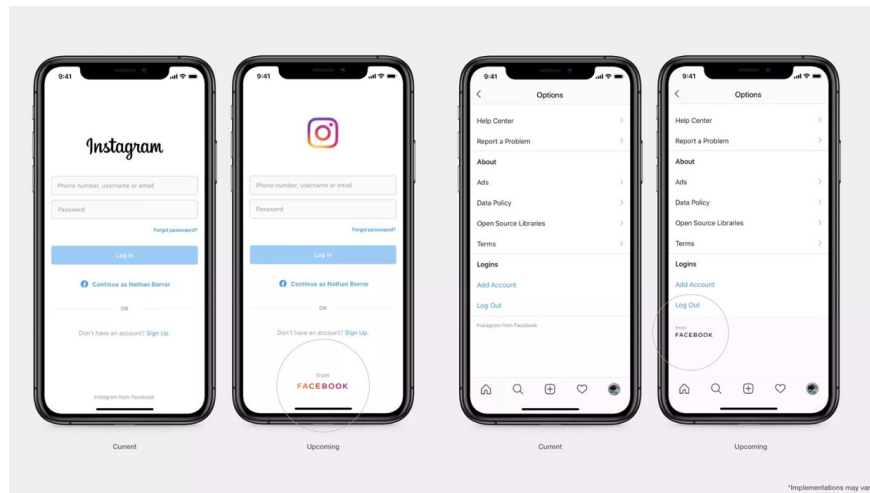 9:41
Instagram
Phone number, username or email
Password
Forgot password?
Log In
Continue as Nathan Borror
OR
Don't have an account? Sign Up.
Instagram from Facebook
Current
9:41
Phone number, username or email
Password
Forgot password?
Log In
Continue as Nathan Borror
OR
Don't have an account? Sign Up.
from
FACEBOOK
Upcoming
9:41
Options
Help Center
Report a Problem
About
Ads
Data Policy
Open Source Libraries
Terms
Logins
Add Account
Log Out
Instagram from Facebook
Current
9:41
Options
Help Center
Report a Problem
About
Ads
Data Policy
Open Source Libraries
Terms
Logins
Add Account
Log Out
from
FACEBOOK
Upcoming
*Implementations may var